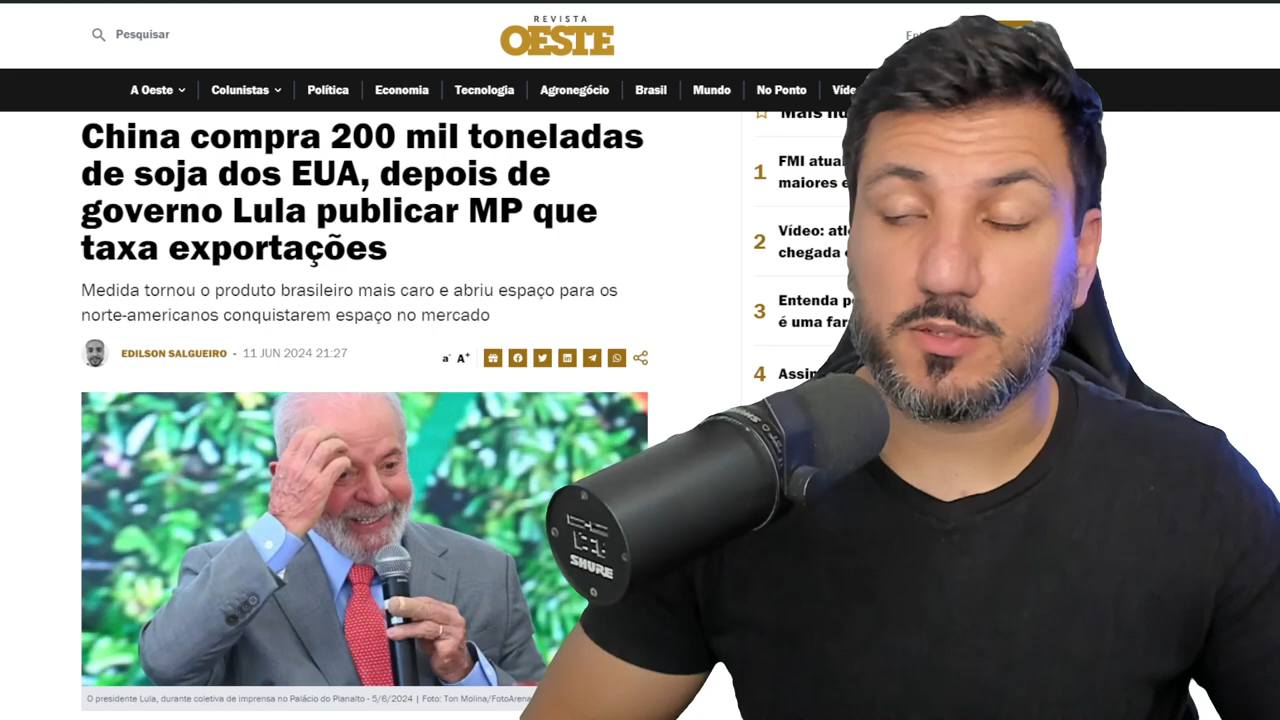 Pesquisar
REVISTA
OESTE
A Oeste
Colunistas
Política
Economia
Tecnologia
Agronegócio
Brasil
Mundo
No Ponto
China compra 200 mil toneladas
de soja dos EUA, depois de
governo Lula publicar MP que
taxa exportações
Medida tornou o produto brasileiro mais caro e abriu espaço para os
norte-americanos conquistarem espaço no mercado
EDILSON SALGUEIRO - 11 JUN 2024 21:27
a- A+
O presidente Lula, durante coletiva de imprensa no Palácio do Planalto - 5/6/2024 | Foto: Ton Molina/FotoArena
1
FMI
maiores
2
Vídeo:
chegada
3
Entenda
é uma
4
SHURE